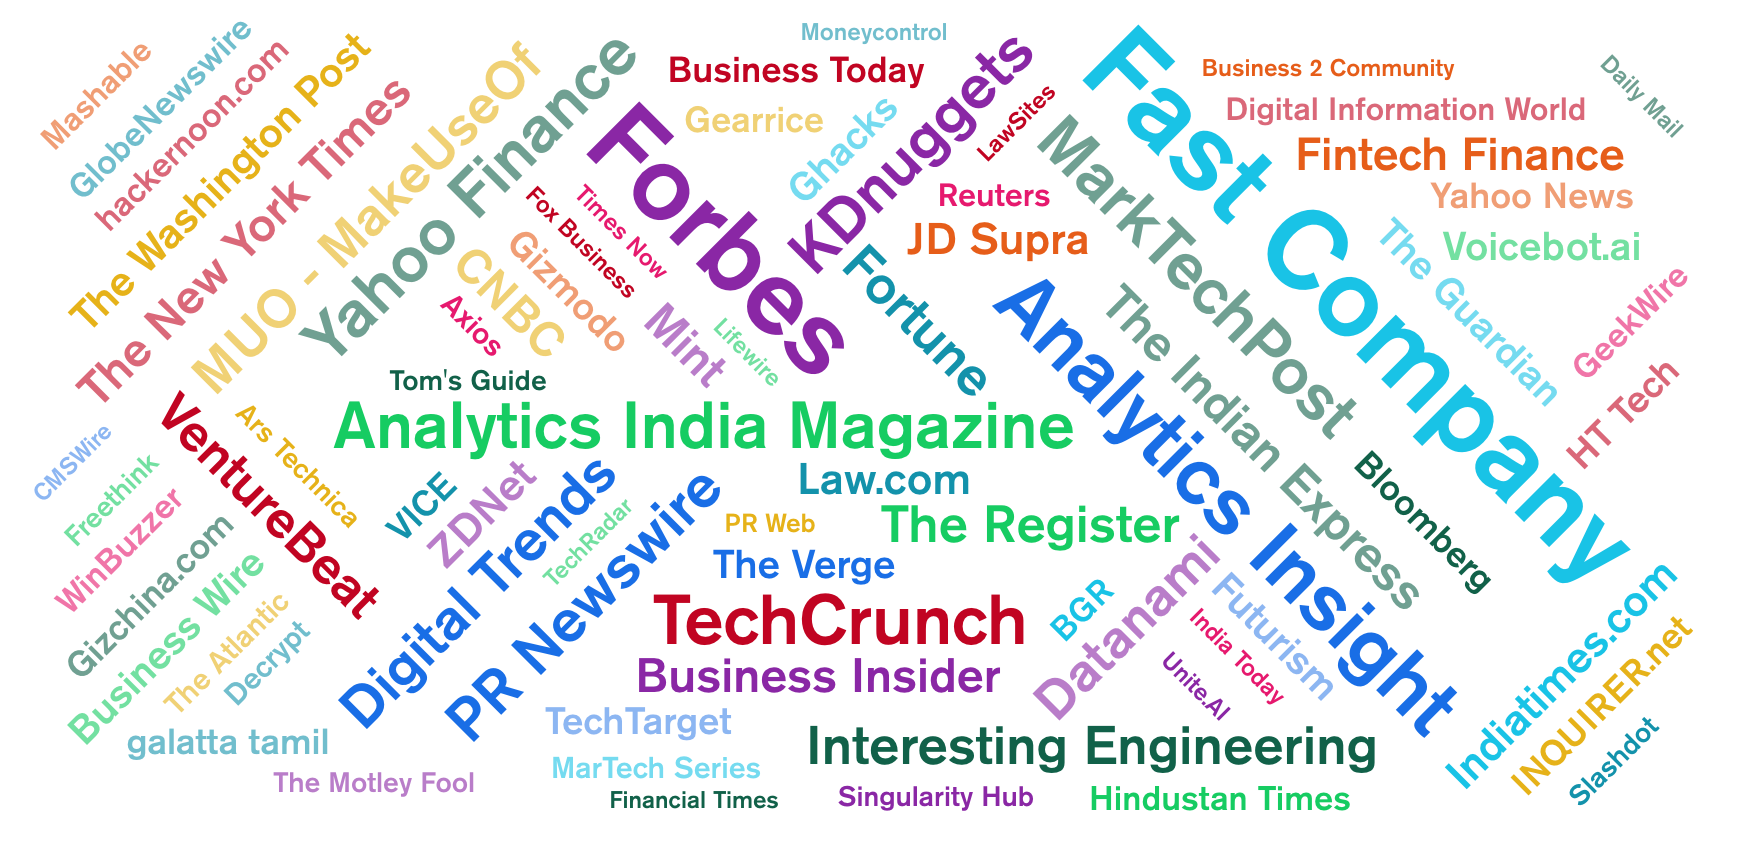 Moneycontrol
Mashable
GlobeNewswire
hackernoon.com
The Washington Post
The New York Times
MUO - MakeUseOf
Yahoo Finance
Business Today
Gearrice
Forbes
Ghacks
KDnuggets
LawSites
Fast Company
Business 2 Community
Digital Information World
Fintech Finance
Yahoo News
Voicebot.ai
Daily Mail
Reuters
JD Supra
MarkTechPost
The Guardian
GeekWire
HT Tech
Fox Business
Times Now
Gizmodo
CNBC
Axios
Mint
Lifewire
Fortune
Analytics Insight
The Indian Express
Bloomberg
Tom's Guide
Analytics India Magazine
VentureBeat
Ars Technica
CMSWire
Freethink
WinBuzzer
Gizchina.com
Business Wire
The Atlantic
Decrypt
VICE
ZDNet
Digital Trends
TechRadar
PR Newswire
Law.com
PR Web
The Register
The Verge
TechCrunch
Business Insider
BGR
Datanami
Futurism
India Today
Unite.AI
Indiatimes.com
INQUIRER.net
Slashdot
galatta tamil
TechTarget
Interesting Engineering
The Motley Fool
MarTech Series
Financial Times
Singularity Hub
Hindustan Times